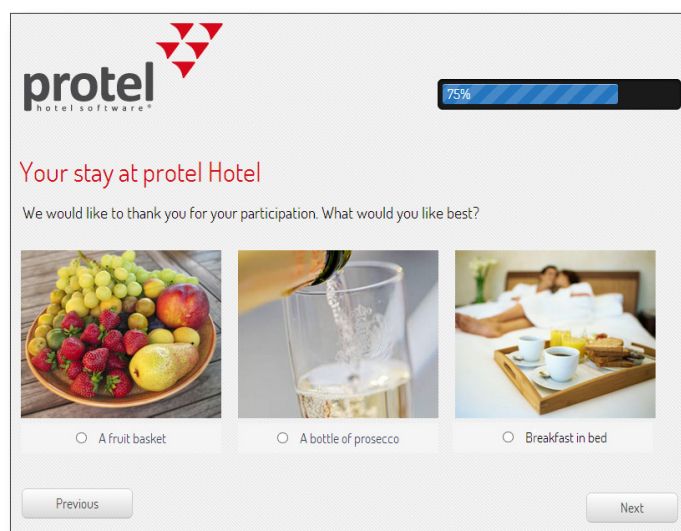 protel
hotel software®
75%
Your stay at protel Hotel
We would like to thank you for your participation. What would you like best?
A fruit basket
A bottle of prosecco
Breakfast in bed
Previous
Next